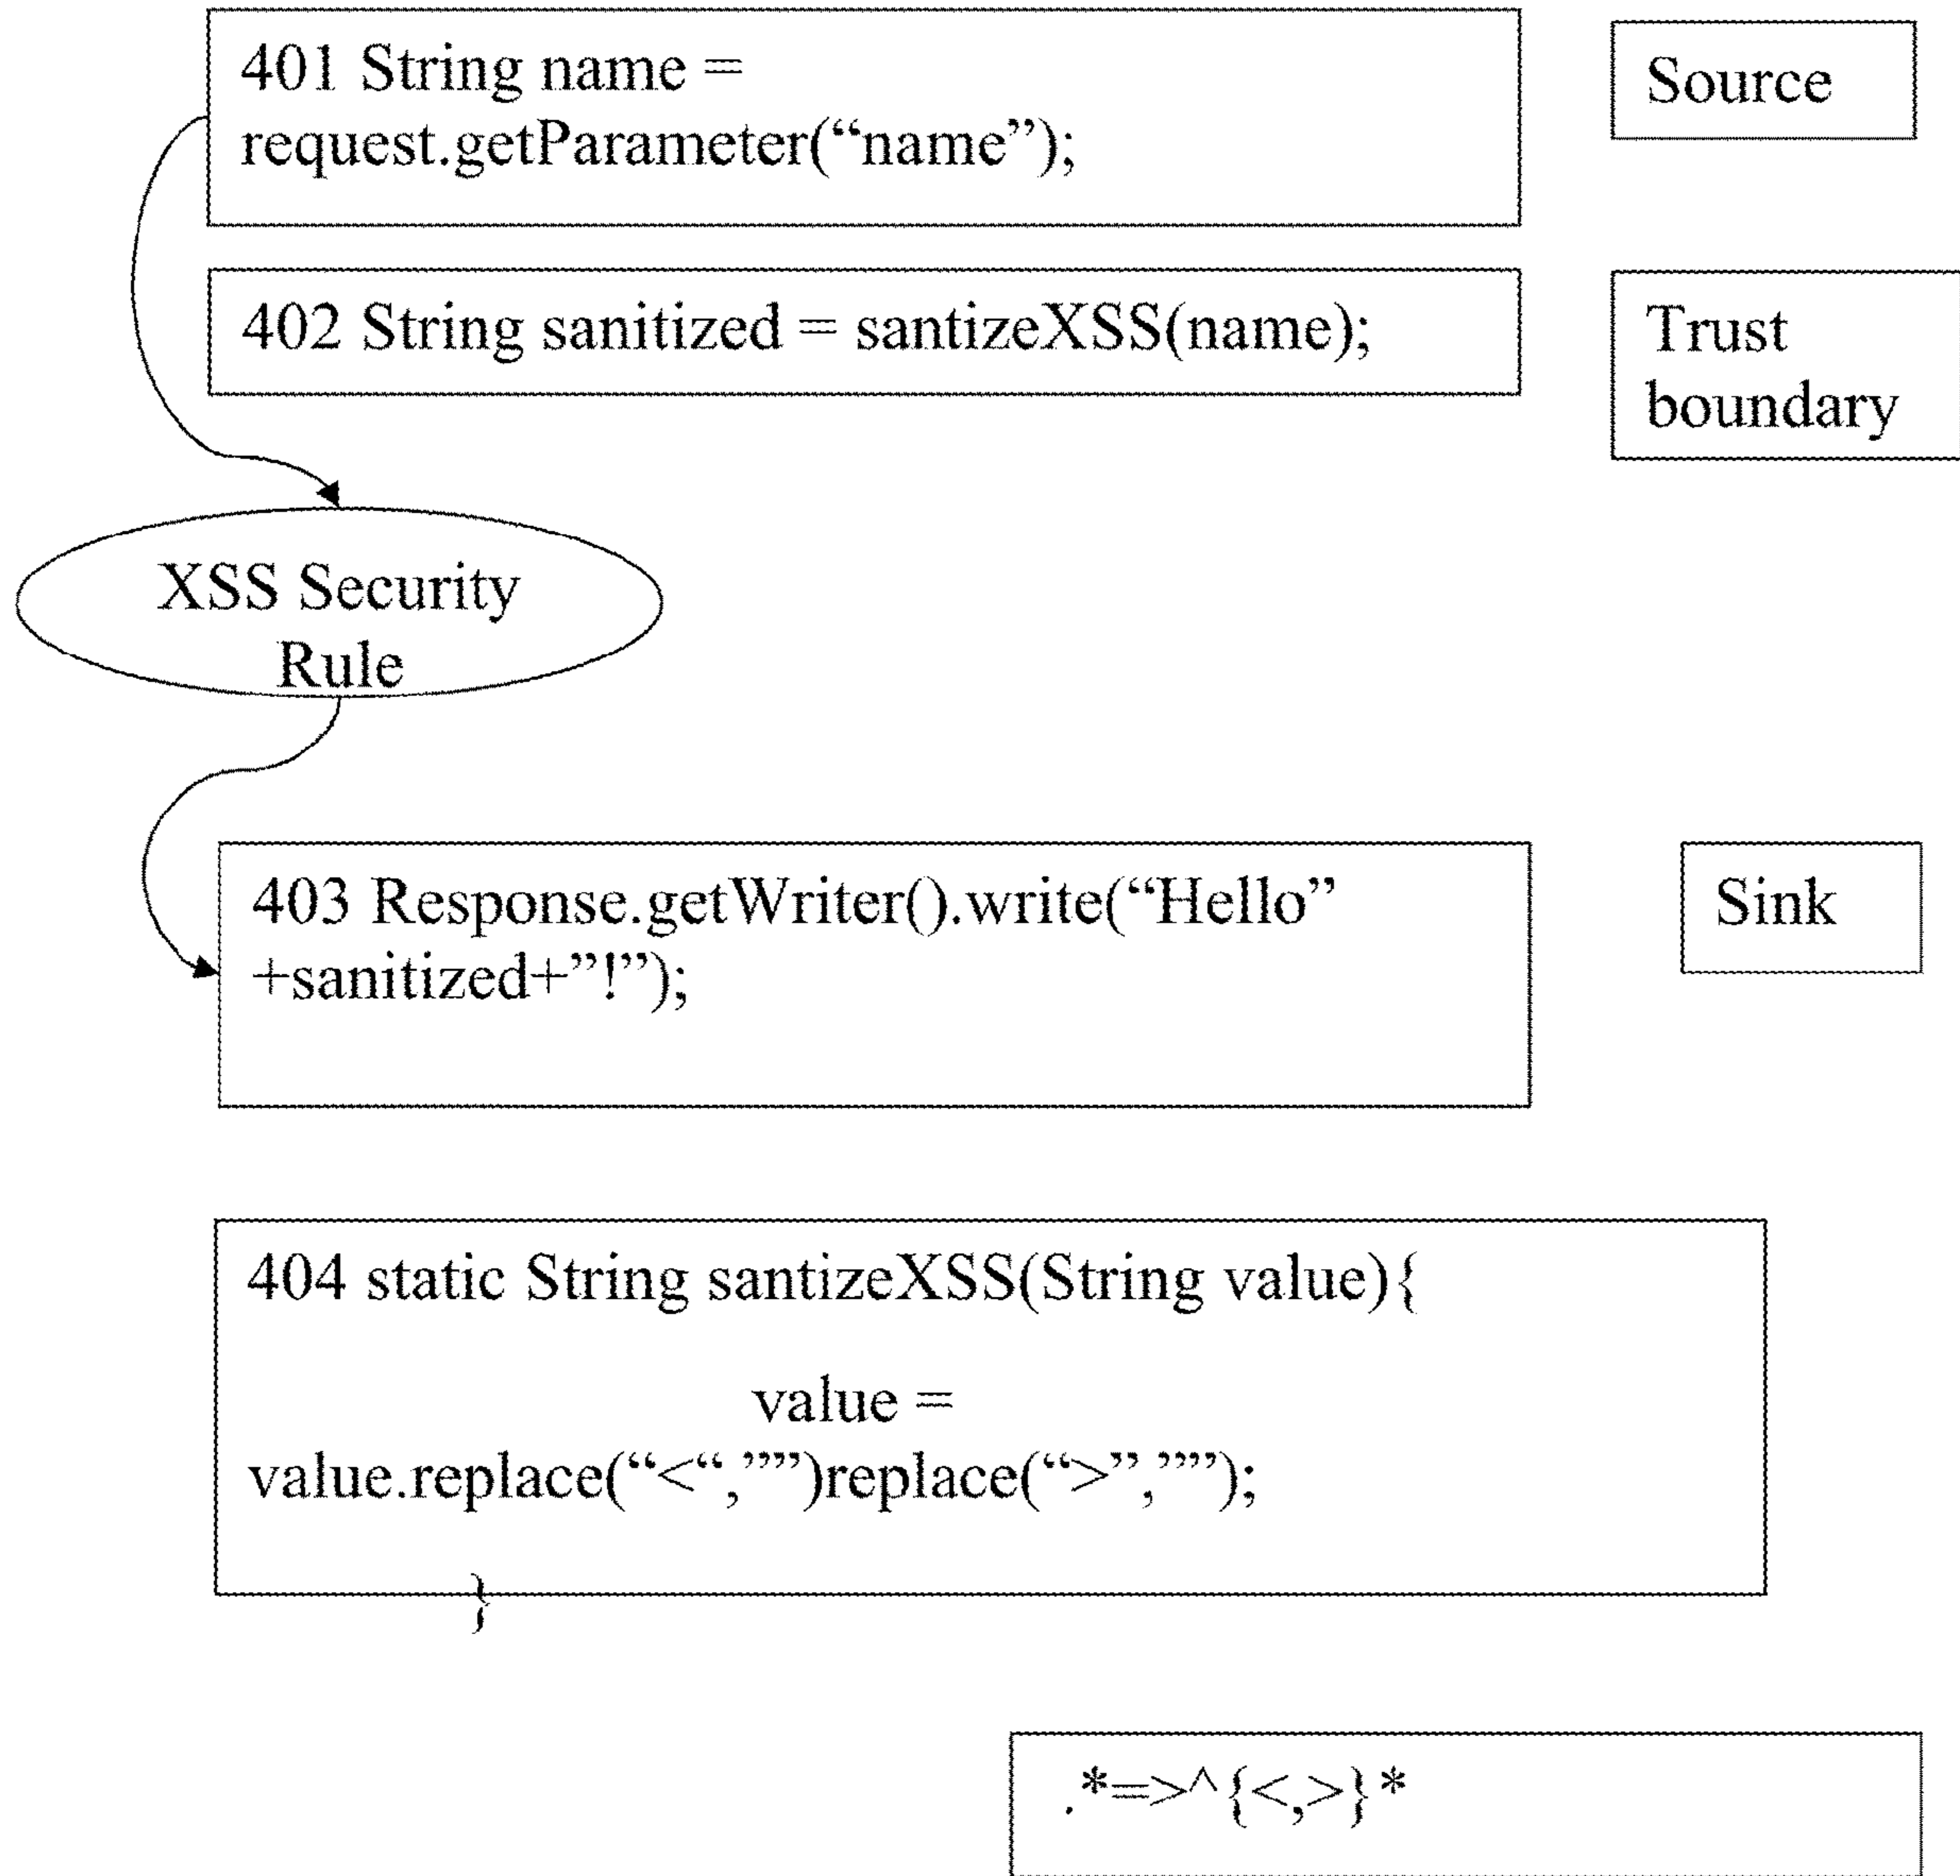 401 String name =
request.getParameter(“name”);
Source
402 String sanitized = santizeXSS(name);
Trust
boundary
XSS Security
Rule
403 Response.getWriter().write(“Hello”
+sanitized+”!”);
Sink
404 static String santizeXSS(String value){
value =
value.replace(“<“,””)replace(“>”,””);
}
.*=>^{<,>}*